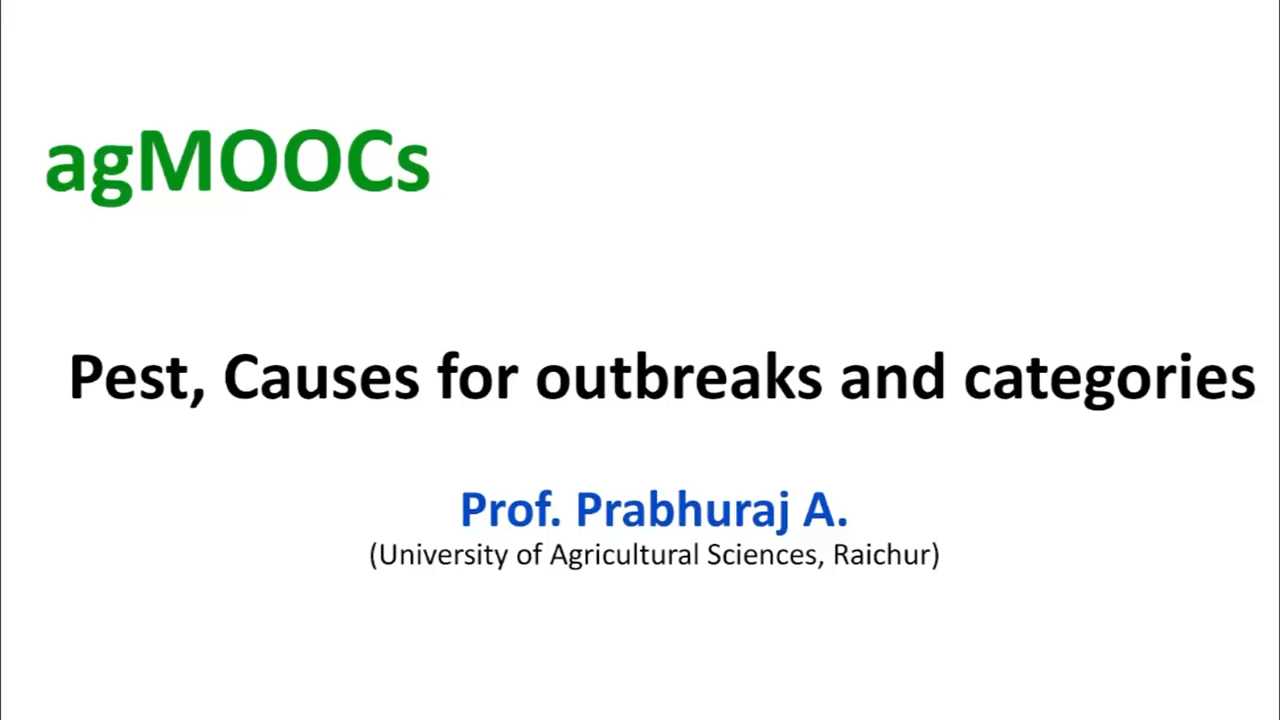 agMOOCs
Pest, Causes for outbreaks and categories
Prof. Prabhuraj A.
(University of Agricultural Sciences, Raichur)